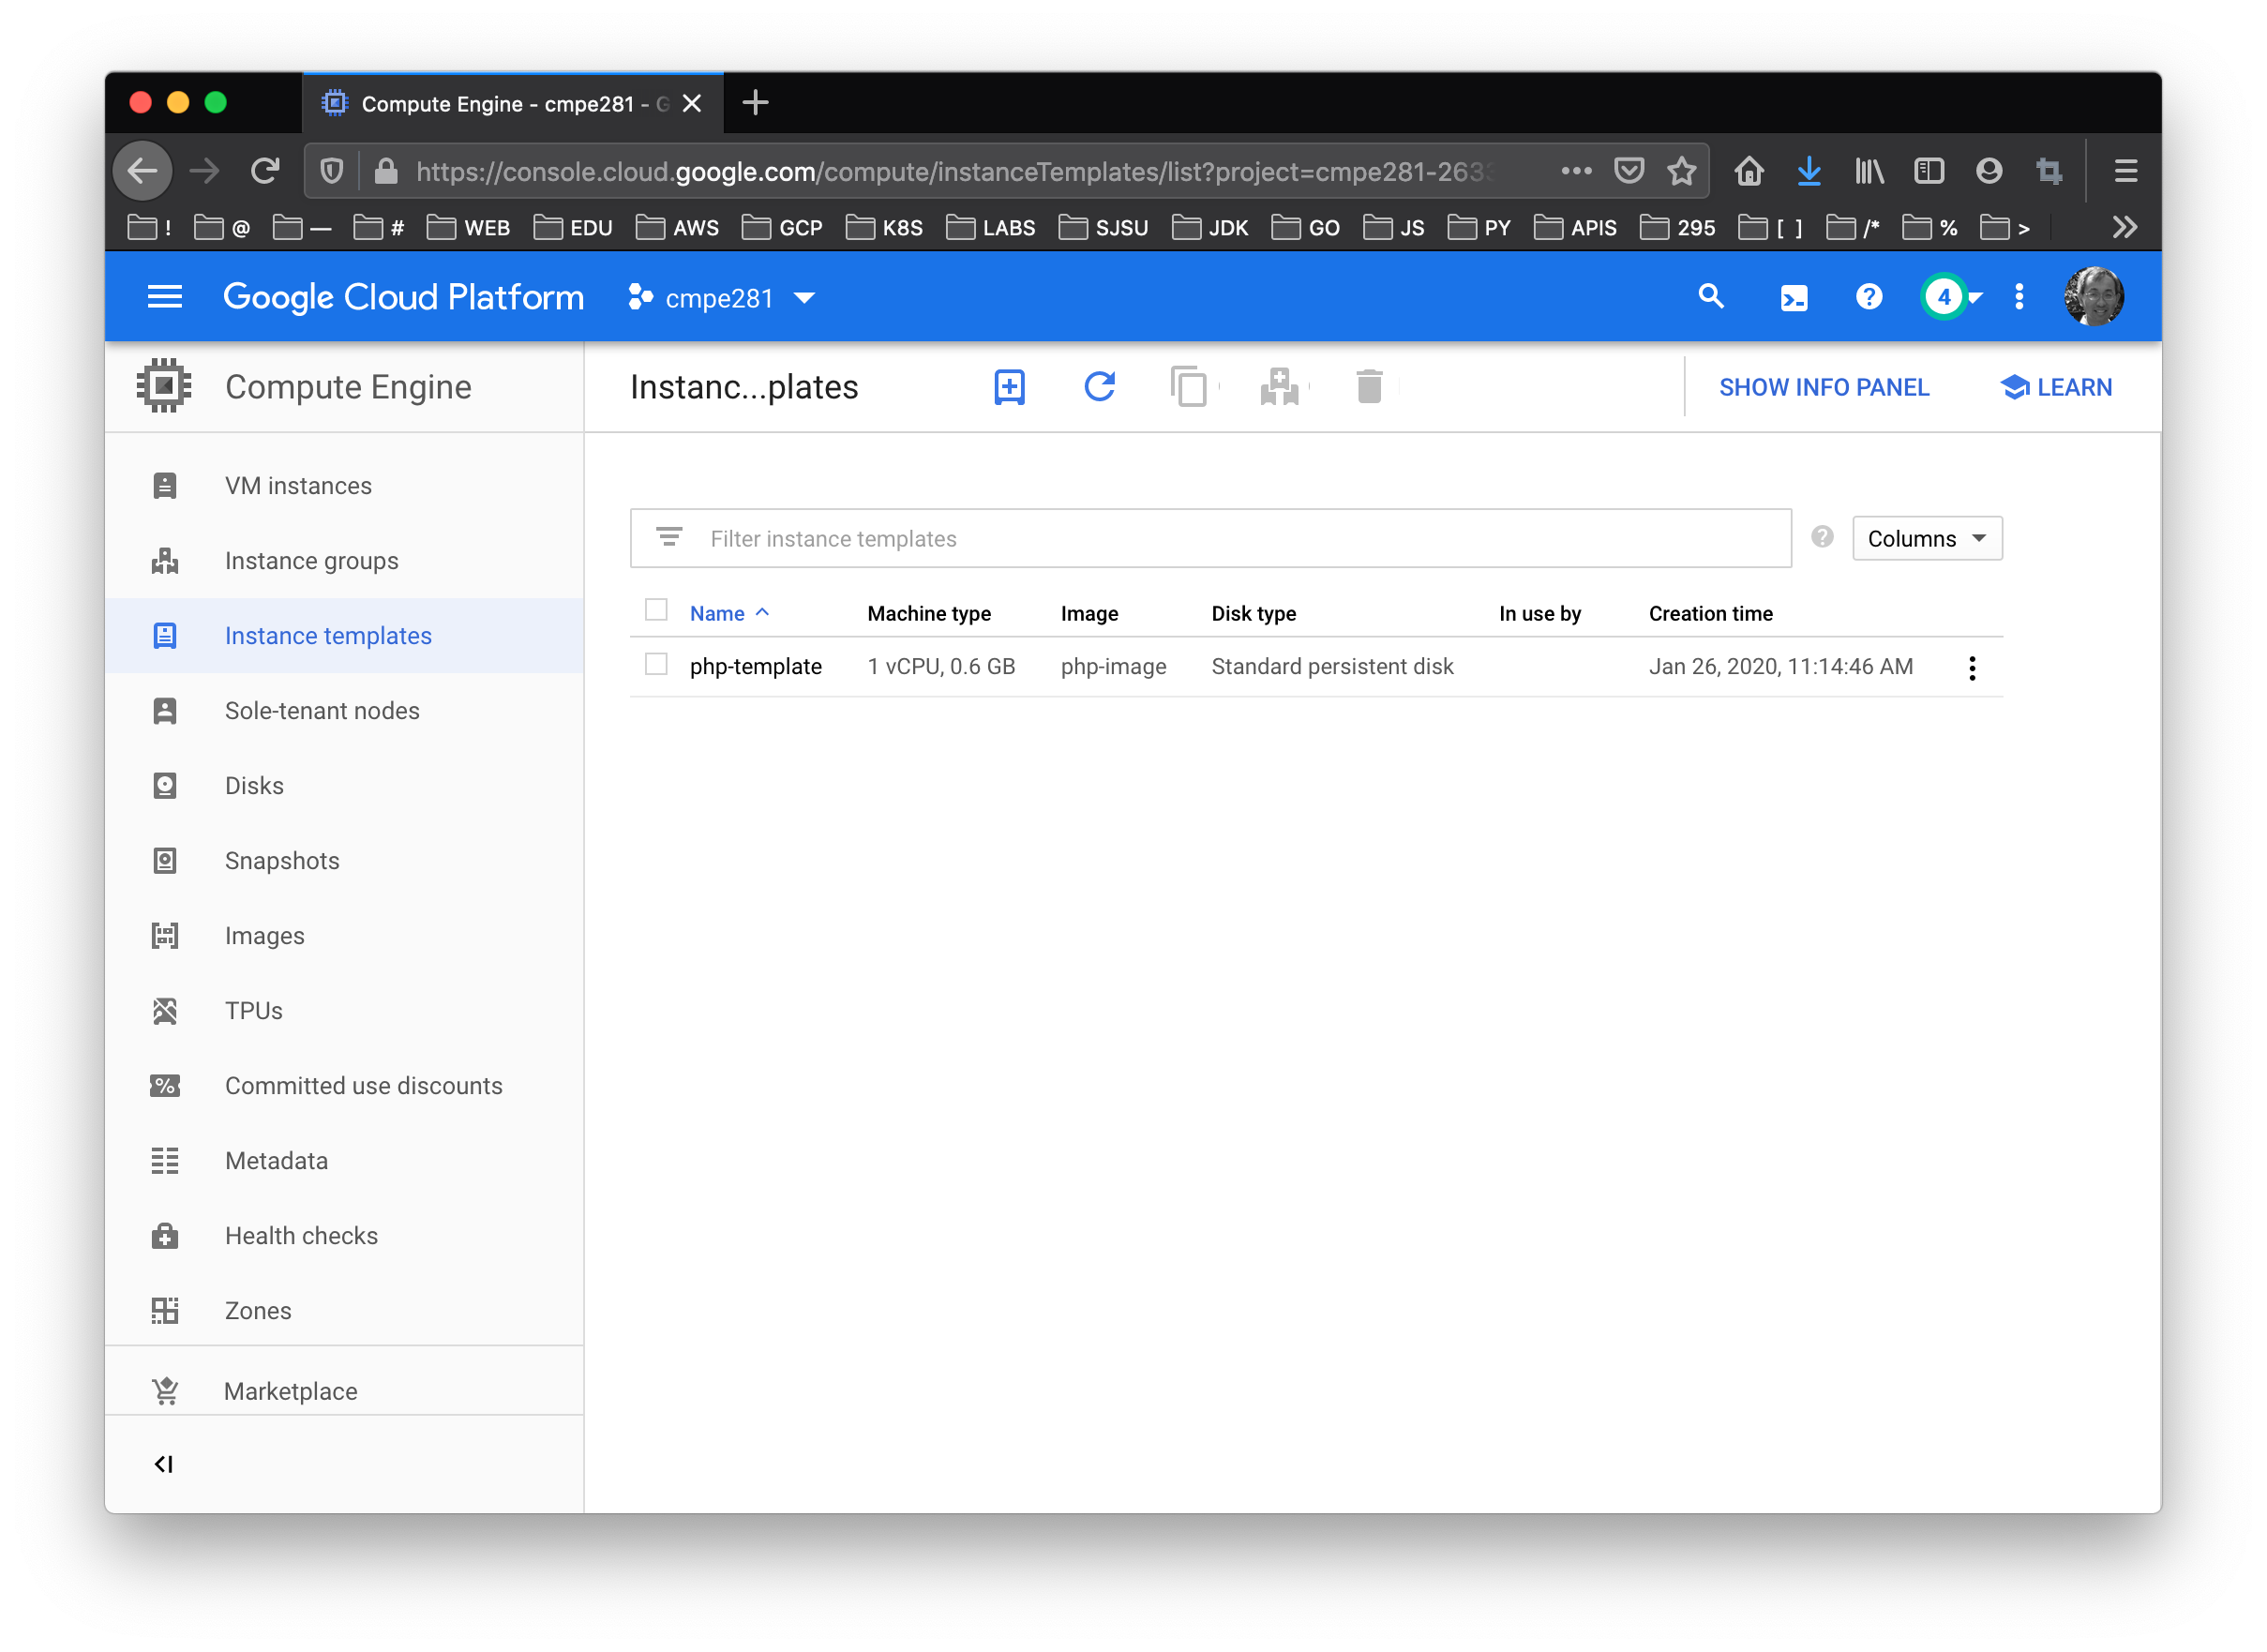 Compute Engine - cmpe281 - G
https://console.cloud.google.com/compute/instanceTemplates/list?project=cmpe281-2633
! @ — # WEB EDU AWS GCP K8S LABS SJSU JDK GO JS PY APIS 295 [ ] /* % >
Google Cloud Platform cmpe281 4
Compute Engine Instanc...plates SHOW INFO PANEL LEARN
VM instances
Instance groups
Instance templates
Sole-tenant nodes
Disks
Snapshots
Images
TPUs
Committed use discounts
Metadata
Health checks
Zones
Marketplace
Filter instance templates Columns
Name Machine type Image Disk type In use by Creation time
php-template 1 vCPU, 0.6 GB php-image Standard persistent disk Jan 26, 2020, 11:14:46 AM